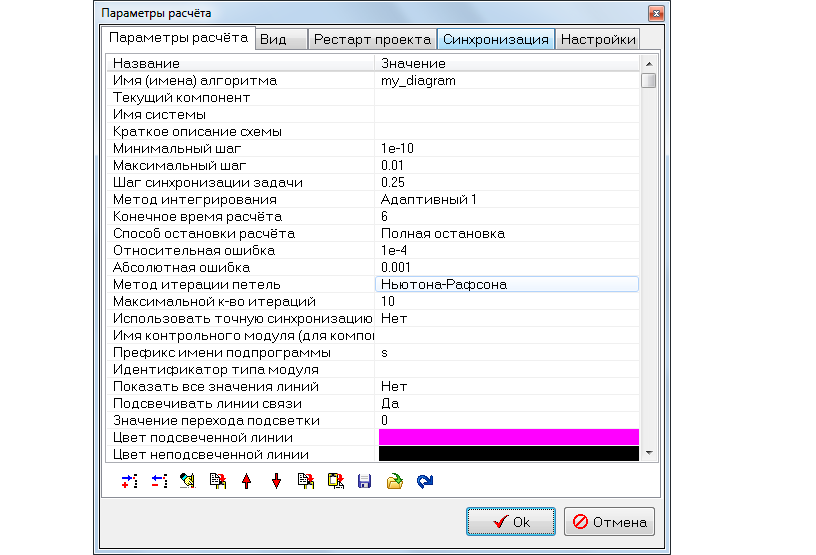 Параметры расчёта
Параметры расчёта Вид Рестарт проекта Синхронизация Настройки
Название Значение
Имя (имена) алгоритма my_diagram
Текущий компонент
Имя системы
Краткое описание схемы
Минимальный шаг 1e-10
Максимальный шаг 0.01
Шаг синхронизации задачи 0.25
Метод интегрирования Адаптивный 1
Конечное время расчёта 6
Способ остановки расчёта Полная остановка
Относительная ошибка 1e-4
Абсолютная ошибка 0.001
Метод итерации петель Ньютона-Рафсона
Максимальной к-во итераций 10
Использовать точную синхронизацию Нет
Имя контрольного модуля (для компон
Префикс имени подпрограммы s
Идентификатор типа модуля
Показать все значения линий Нет
Подсвечивать линии связи Да
Значение перехода подсветки 0
Цвет подсвеченной линии
Цвет неподсвеченной линии
Ok Отмена